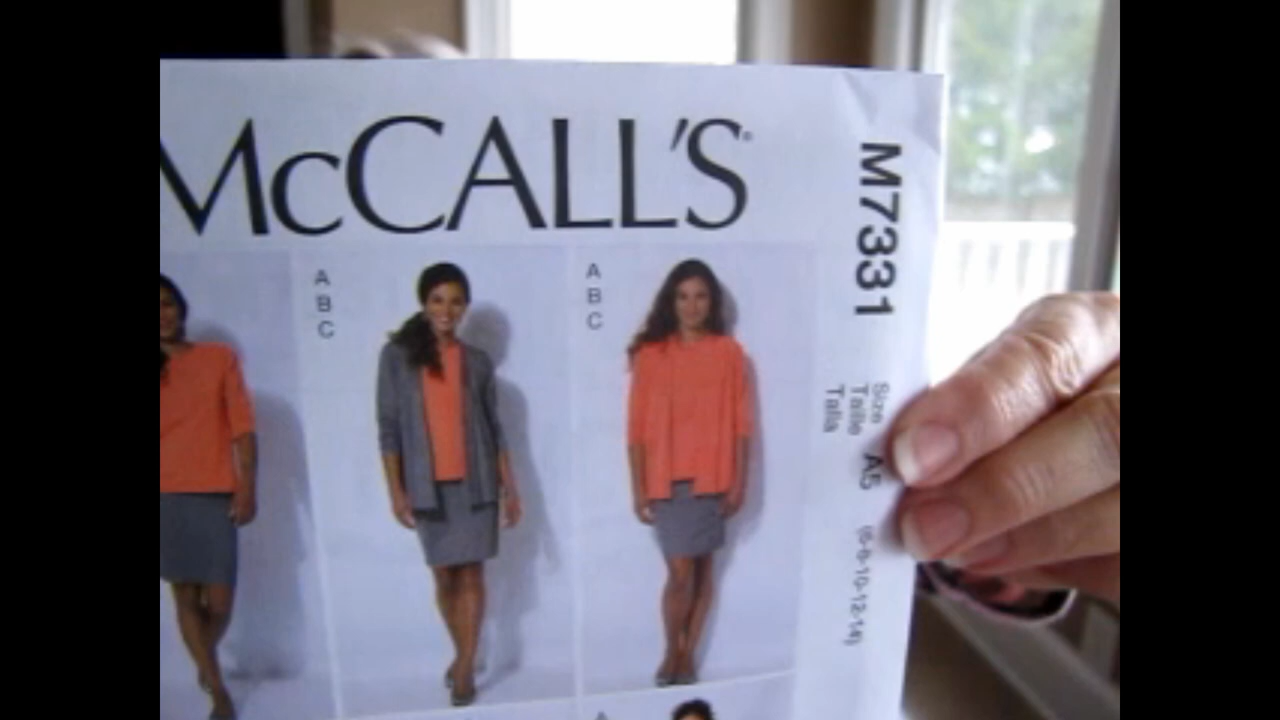 McCALL'S
M7331
A
B
C
A
B
C
Size
Taille
Talla
A5 (6-8-10-12-14)
A